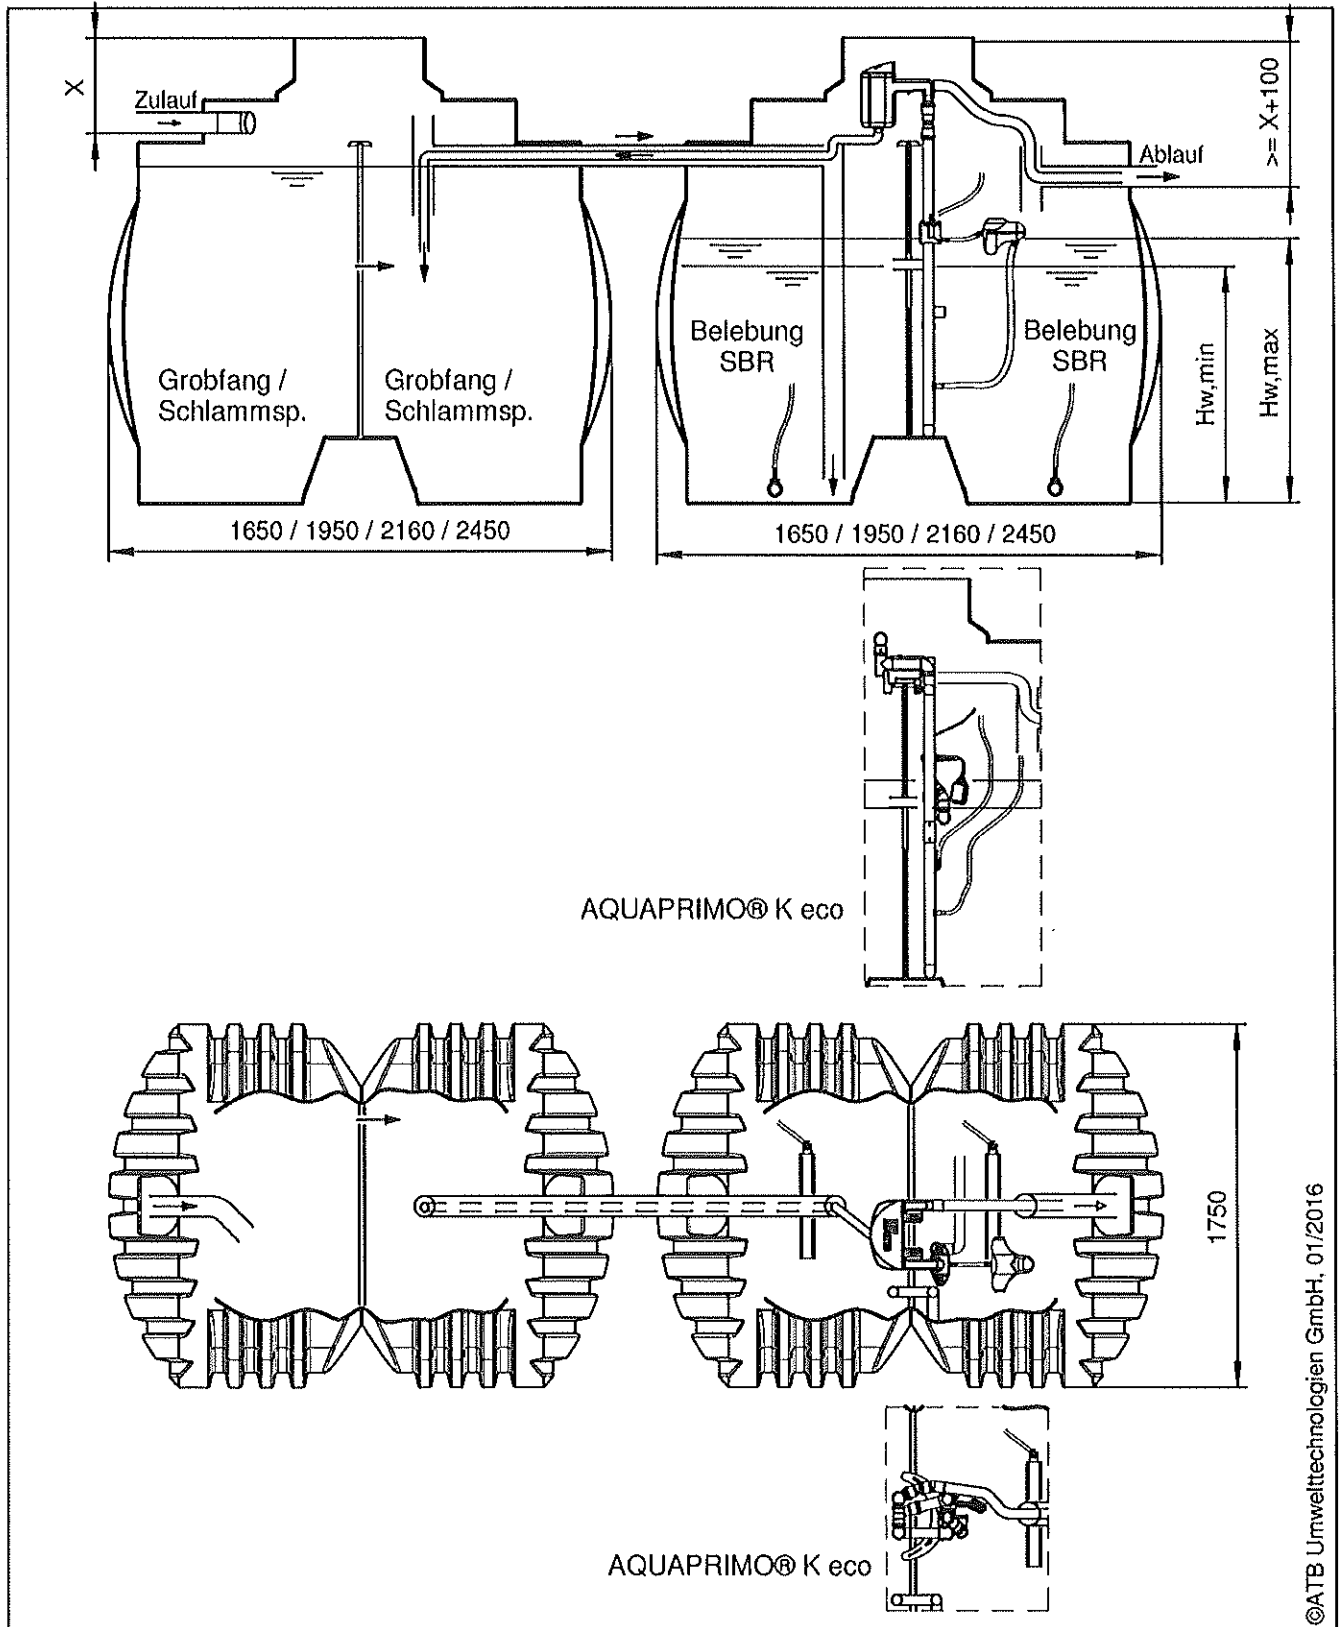 X
Zulauf
>= X+100
Ablauf
Grobfang /
Schlammsp.
Grobfang /
Schlammsp.
Belebung
SBR
Belebung
SBR
Hw,min
Hw,max
1650 / 1950 / 2160 / 2450
1650 / 1950 / 2160 / 2450
AQUAPRIMO® K eco
1750
AQUAPRIMO® K eco
©ATB Umwelttechnologien GmbH, 01/2016